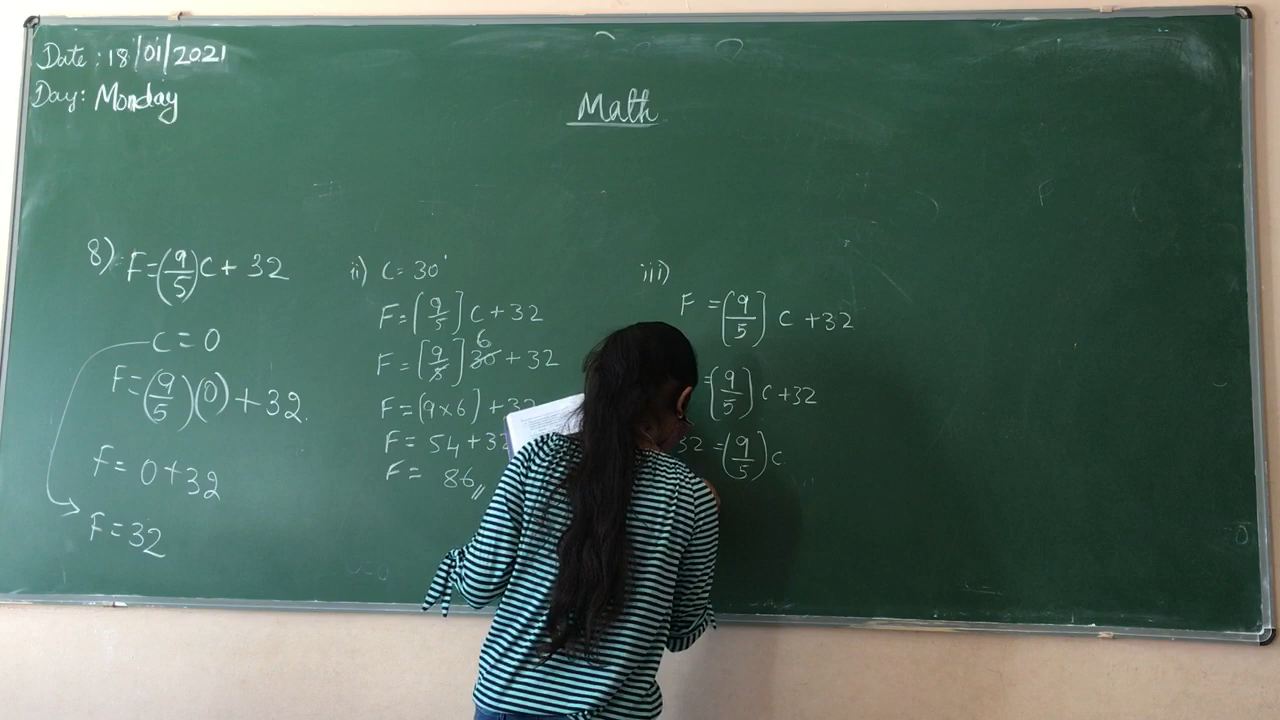 Date: 18/01/2021
Day: Monday
Math
8) F=(9/5)C+ 32
C=0
F=(9/5)(0)+32.
F= 0+32
F=32
ii) C=30°
F=[9/5]C+32
6
F=[9/5]30+32
F=(9×6)+32
F= 54+32
F= 86
iii)
F=[9/5] C +32
=(9/5) C+32
32=(9/5)C